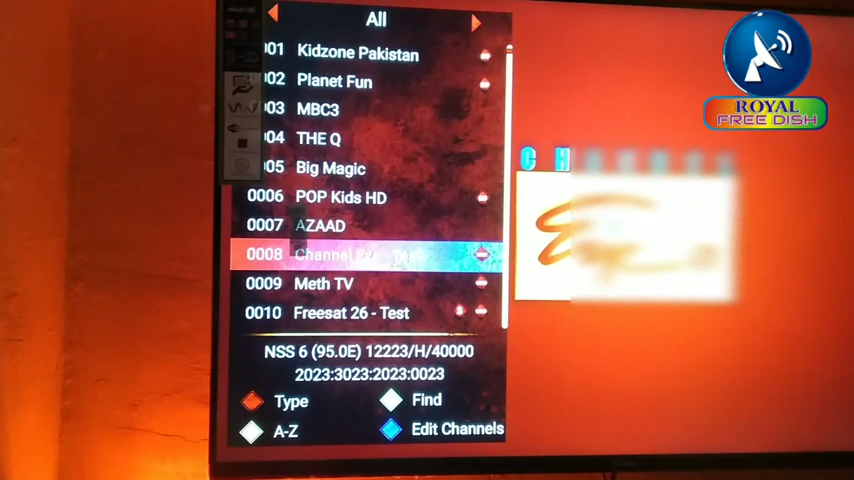 All
001 Kidzone Pakistan
002 Planet Fun
003 MBC3
004 THE Q
005 Big Magic
0006 POP Kids HD
0007 AZAAD
0008 Channel
0009 Meth TV
0010 Freesat 26 - Test
NSS 6 (95.0E) 12223/H/40000
2023:3023:2023:0023
Type
Find
A-Z
Edit Channels
C H
ROYAL
FREE DISH